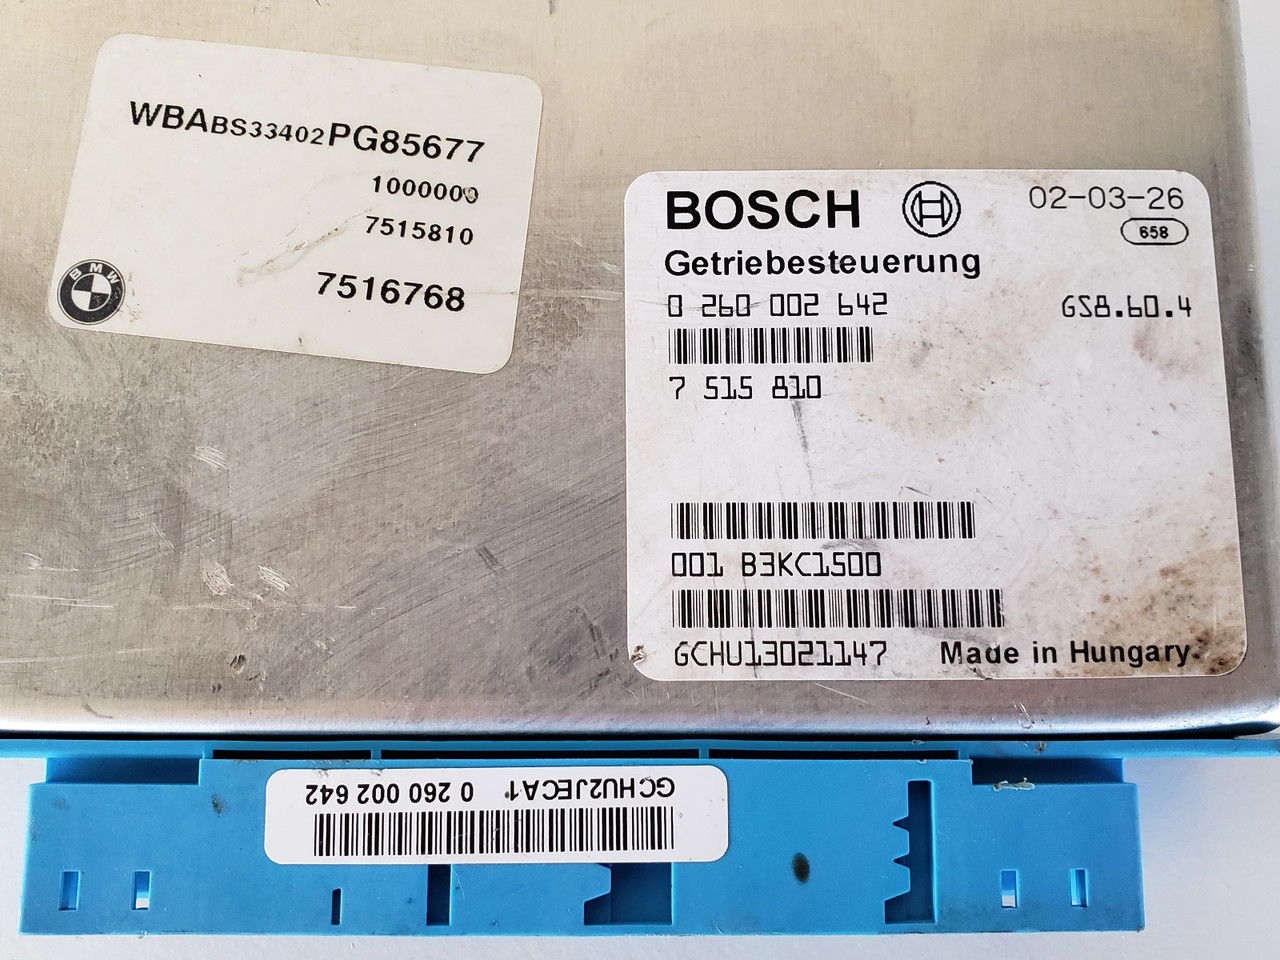 WBABS33402PG85677
1000000
7515810
7516768
BMW
BOSCH
02-03-26
658
Getriebesteuerung
0 260 002 642
GS8.60.4
7 515 810
001 B3KC1500
GCHU13021147
Made in Hungary
GCHU2JECA1 0 260 002 642